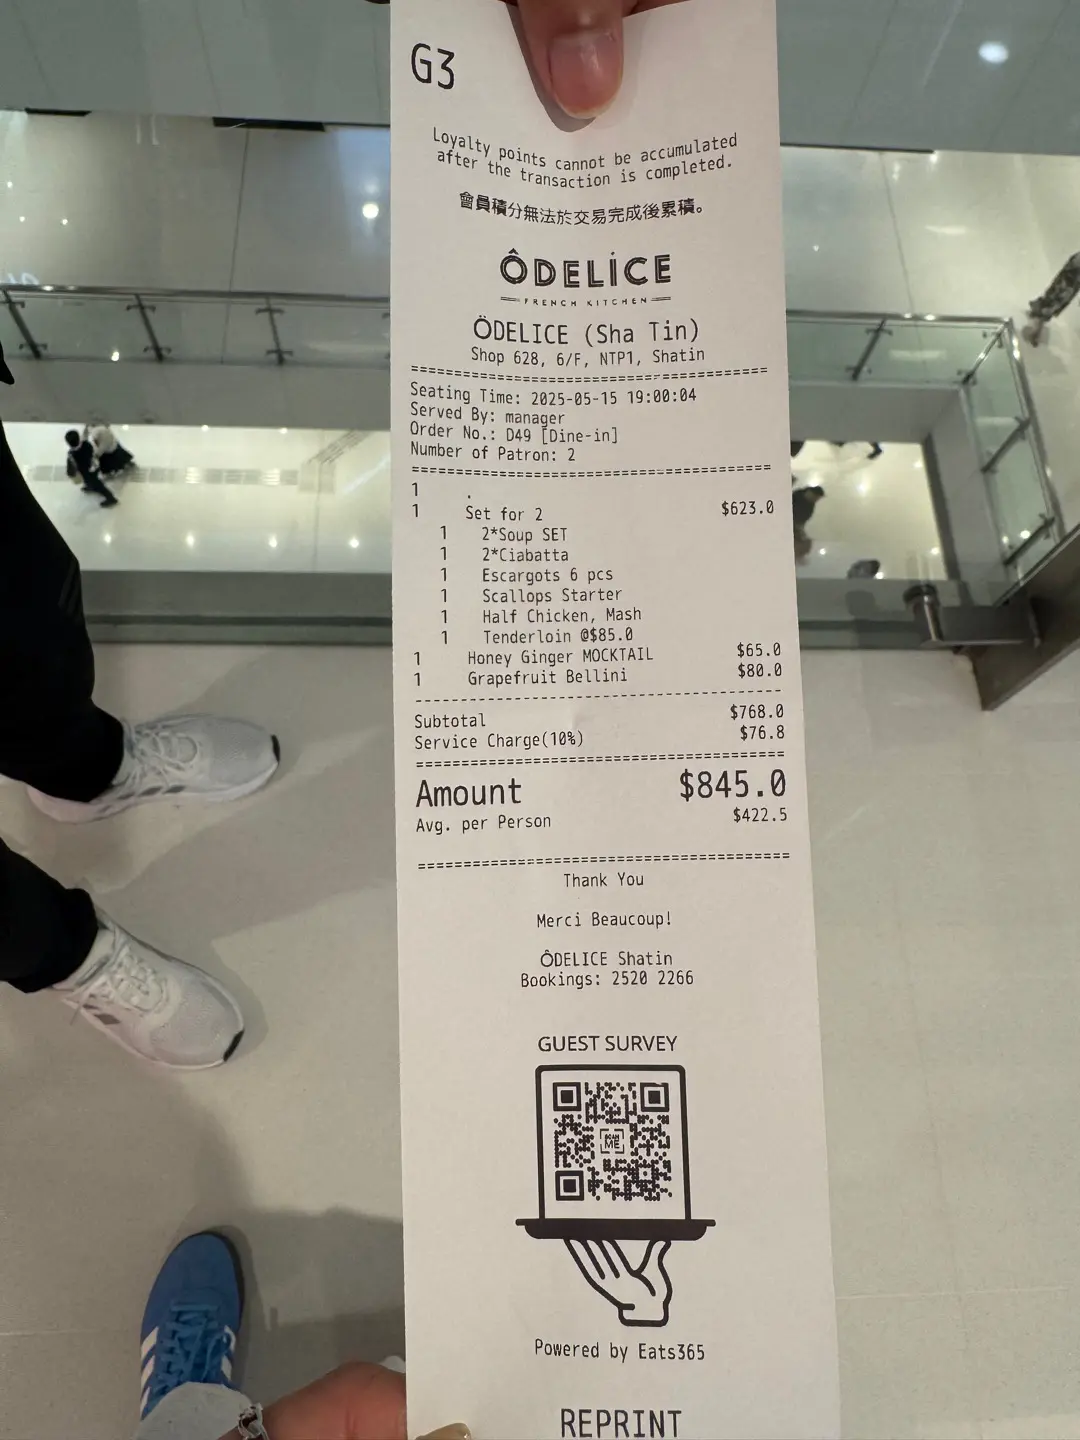 G3
Loyalty points cannot be accumulated
after the transaction is completed.
會員積分無法於交易完成後累積。
ÔDELİCE
FRENCH KITCHEN
ÖDELICE (Sha Tin)
Shop 628, 6/F, NTP1, Shatin
========================================
Seating Time: 2025-05-15 19:00:04
Served By: manager
Order No.: D49 [Dine-in]
Number of Patron: 2
========================================
1 .
1 Set for 2 $623.0
1 2*Soup SET
1 2*Ciabatta
1 Escargots 6 pcs
1 Scallops Starter
1 Half Chicken, Mash
1 Tenderloin @$85.0
1 Honey Ginger MOCKTAIL $65.0
1 Grapefruit Bellini $80.0
----------------------------------------
Subtotal $768.0
Service Charge(10%) $76.8
========================================
Amount $845.0
Avg. per Person $422.5
========================================
Thank You
Merci Beaucoup!
ÔDELICE Shatin
Bookings: 2520 2266
GUEST SURVEY
SCAN
ME
Powered by Eats365
REPRINT